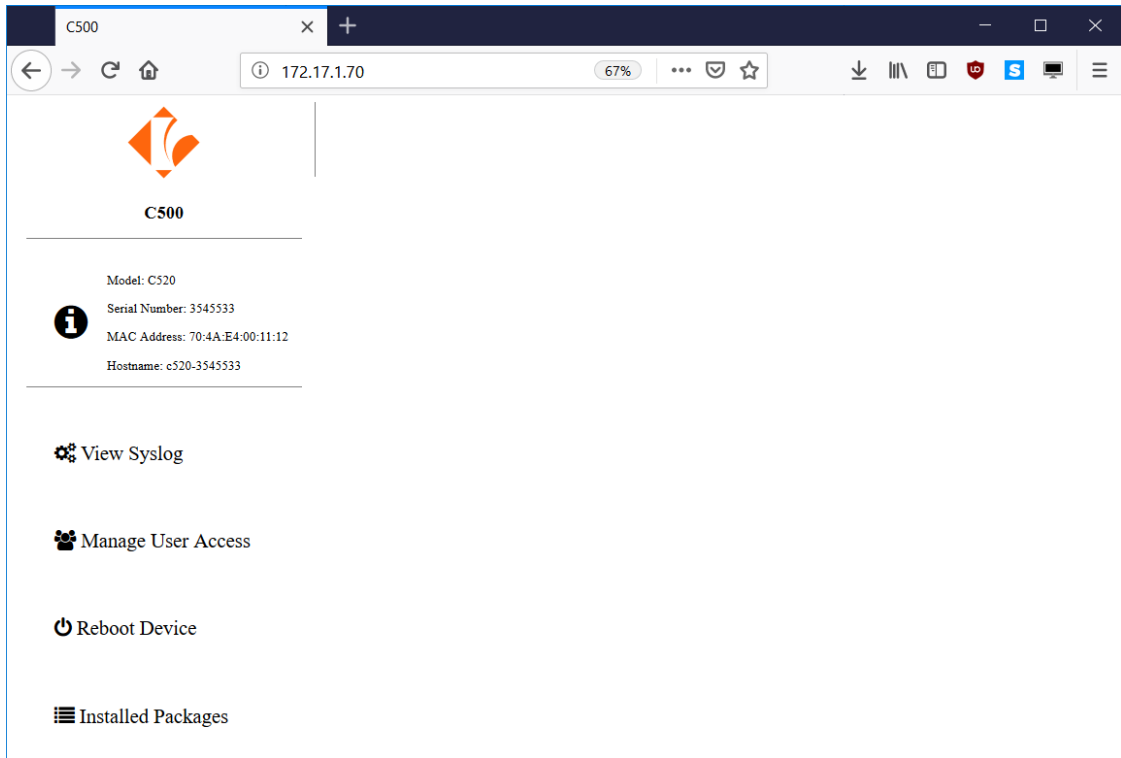 C500
172.17.1.70
67%
C500
Model: C520
Serial Number: 3545533
MAC Address: 70:4A:E4:00:11:12
Hostname: c520-3545533
View Syslog
Manage User Access
Reboot Device
Installed Packages